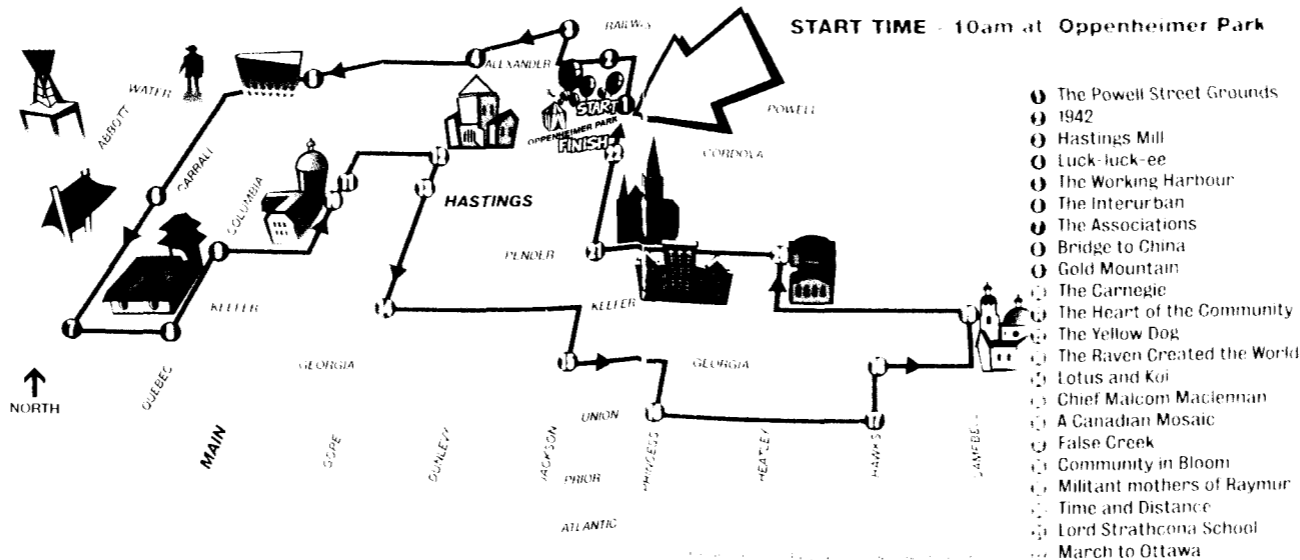 START TIME - 10am at Oppenheimer Park
RAILWAY
ALEXANDER
WATER
ABBOTT
CARRALL
COLUMBIA
START
OPPENHEIMER PARK
FINISH!
POWELL
CORDOVA
HASTINGS
PENDER
KEEFER
KEEFER
GEORGIA
GEORGIA
QUEBEC
NORTH
MAIN
GORE
DUNLEVY
JACKSON
UNION
PRIOR
ATLANTIC
PRINCESS
HEATLEY
HAWKS
CAMPBELL
The Powell Street Grounds
1942
Hastings Mill
Luck-luck-ee
The Working Harbour
The Interurban
The Associations
Bridge to China
Gold Mountain
The Carnegie
The Heart of the Community
The Yellow Dog
The Raven Created the World
Lotus and Koi
Chief Malcom Maclennan
A Canadian Mosaic
False Creek
Community in Bloom
Militant mothers of Raymur
Time and Distance
Lord Strathcona School
March to Ottawa